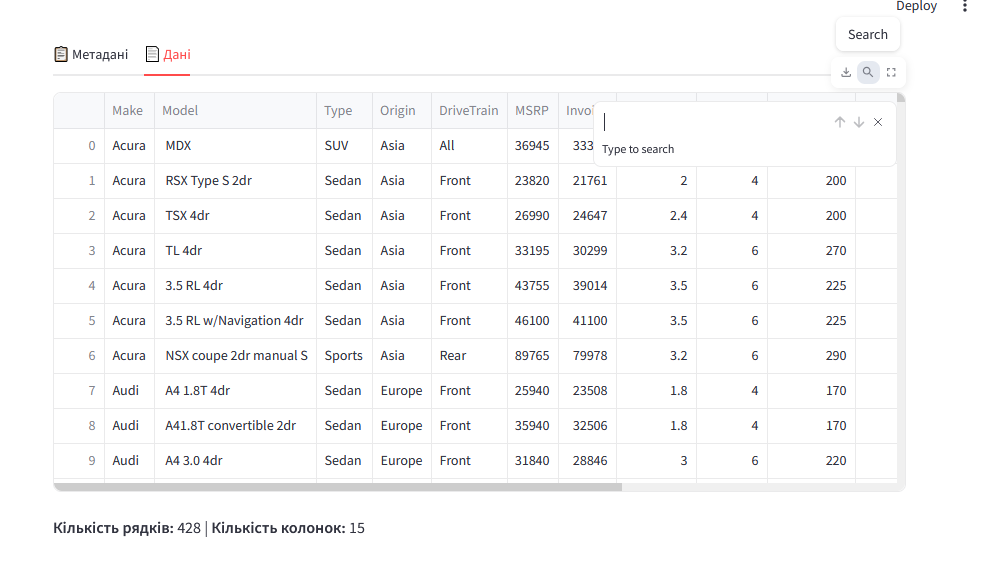 Deploy
Search
Метадані Дані
Make Model Type Origin DriveTrain MSRP
Type to search
0 Acura MDX SUV Asia All 36945
1 Acura RSX Type S 2dr Sedan Asia Front 23820 21761 2 4 200
2 Acura TSX 4dr Sedan Asia Front 26990 24647 2.4 4 200
3 Acura TL 4dr Sedan Asia Front 33195 30299 3.2 6 270
4 Acura 3.5 RL 4dr Sedan Asia Front 43755 39014 3.5 6 225
5 Acura 3.5 RL w/Navigation 4dr Sedan Asia Front 46100 41100 3.5 6 225
6 Acura NSX coupe 2dr manual S Sports Asia Rear 89765 79978 3.2 6 290
7 Audi A4 1.8T 4dr Sedan Europe Front 25940 23508 1.8 4 170
8 Audi A41.8T convertible 2dr Sedan Europe Front 35940 32506 1.8 4 170
9 Audi A4 3.0 4dr Sedan Europe Front 31840 28846 3 6 220
Кількість рядків: 428 | Кількість колонок: 15